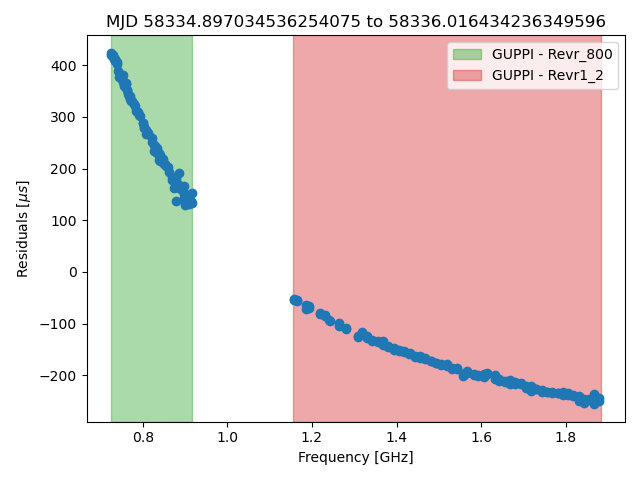 MJD 58334.897034536254075 to 58336.016434236349596
GUPPI - Revr_800
GUPPI - Revr1_2
Residuals [μs]
400
300
200
100
0
−100
−200
0.8
1.0
1.2
1.4
1.6
1.8
Frequency [GHz]